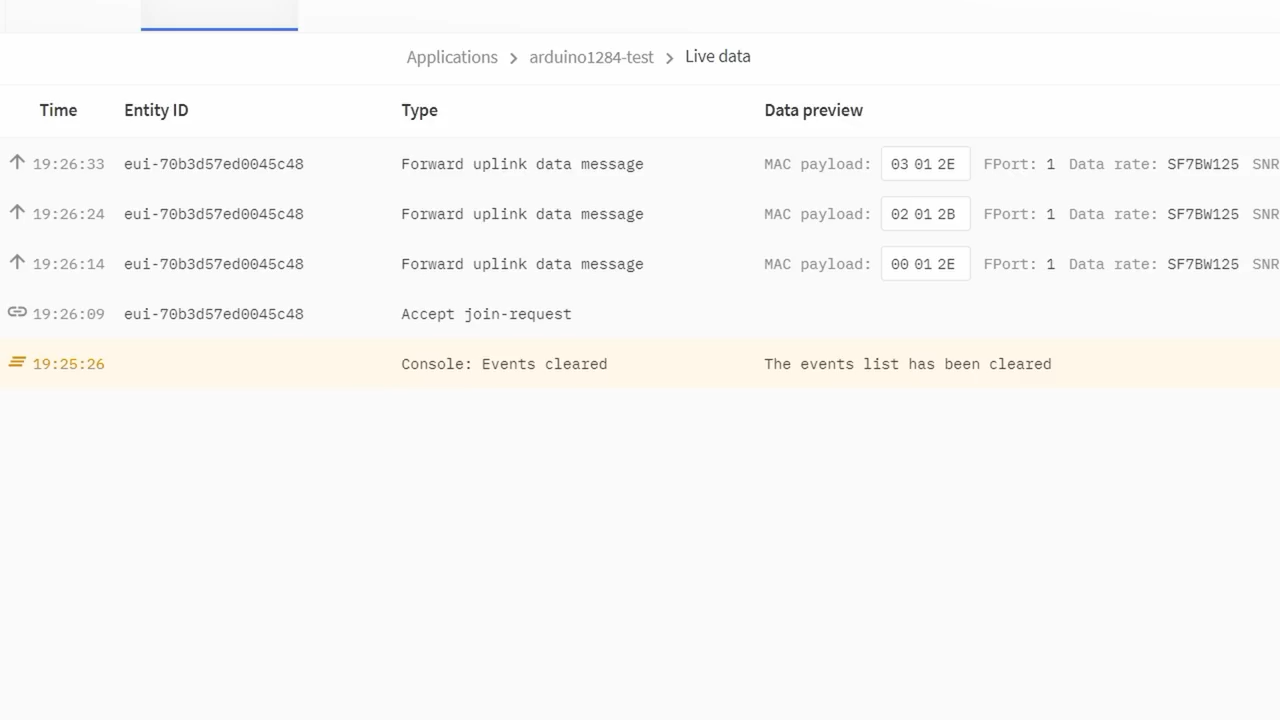 Applications > arduino1284-test > Live data
Time Entity ID Type Data preview
19:26:33 eui-70b3d57ed0045c48 Forward uplink data message MAC payload: 03 01 2E FPort: 1 Data rate: SF7BW125 SNR
19:26:24 eui-70b3d57ed0045c48 Forward uplink data message MAC payload: 02 01 2B FPort: 1 Data rate: SF7BW125 SNR
19:26:14 eui-70b3d57ed0045c48 Forward uplink data message MAC payload: 00 01 2E FPort: 1 Data rate: SF7BW125 SNR
19:26:09 eui-70b3d57ed0045c48 Accept join-request
19:25:26 Console: Events cleared The events list has been cleared